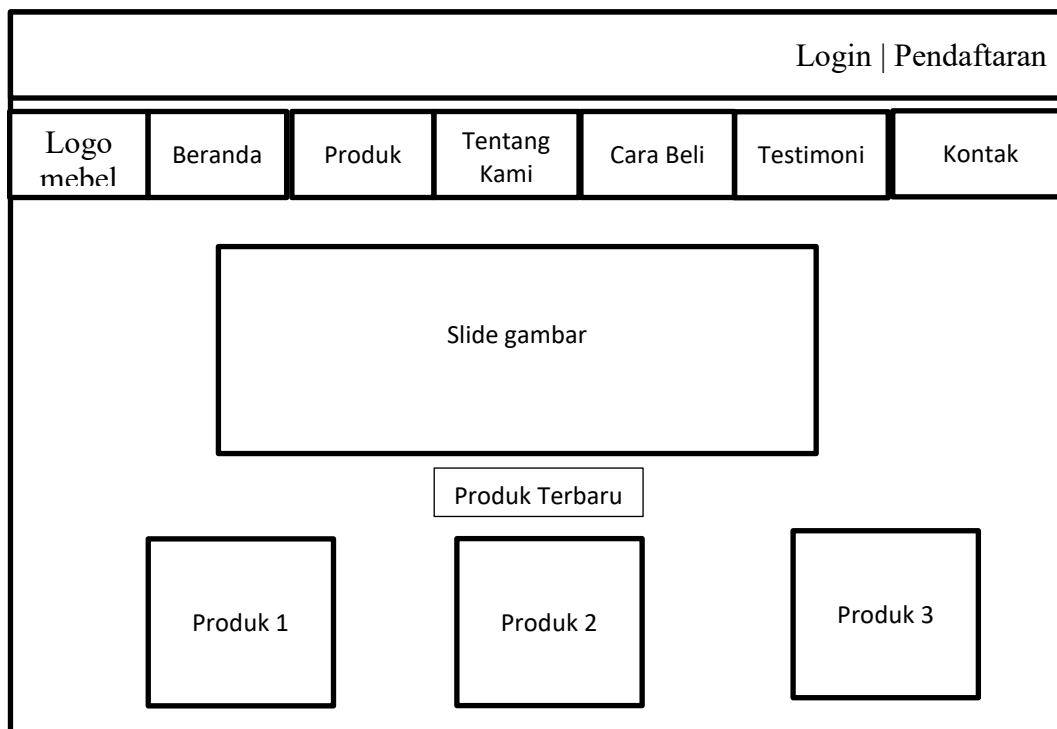 Login | Pendaftaran
Logo
mebel
Beranda
Produk
Tentang
Kami
Cara Beli
Testimoni
Kontak
Slide gambar
Produk Terbaru
Produk 1
Produk 2
Produk 3